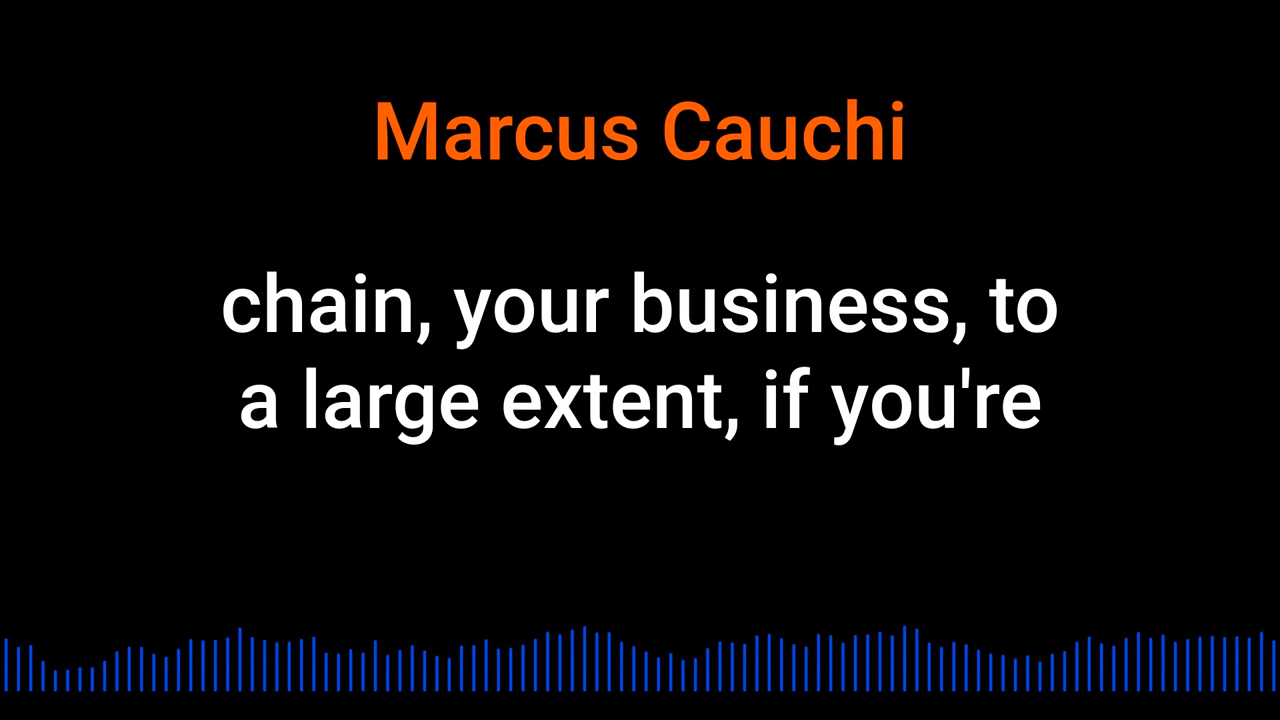 Marcus Cauchi
chain, your business, to
a large extent, if you're